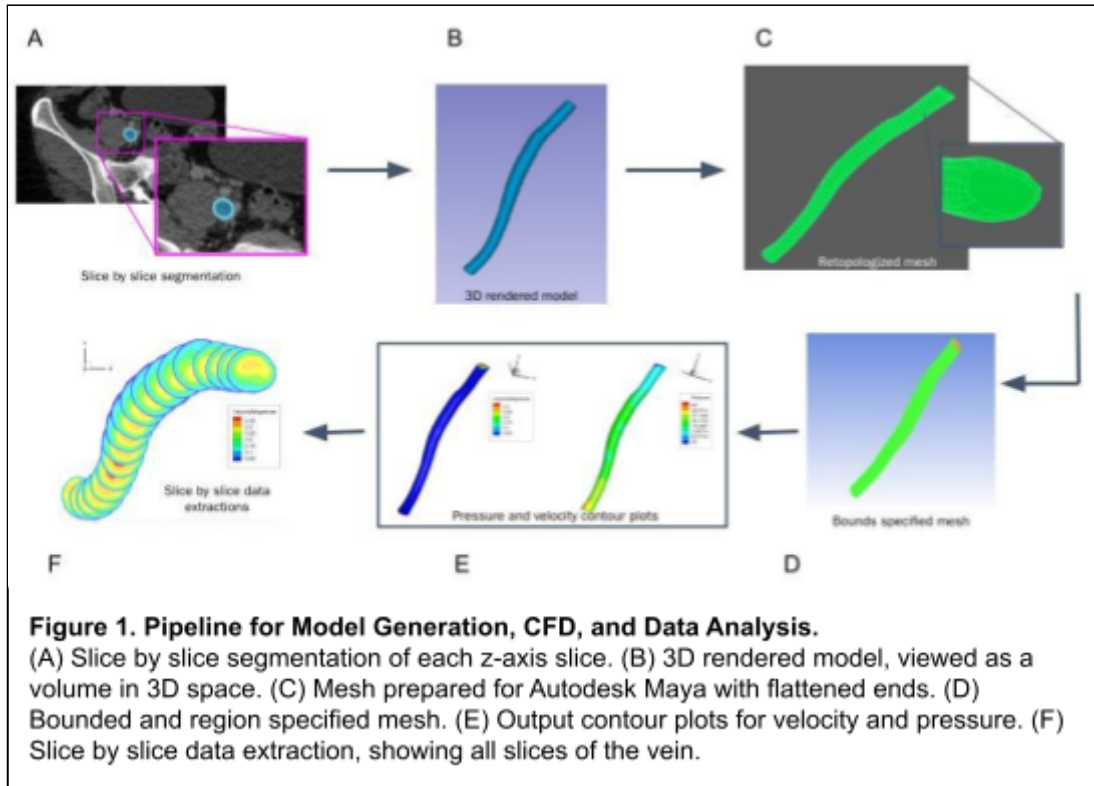 A
B
C
Slice by slice segmentation
3D rendered model
Retopologized mesh
Slice by slice data
extractions
Pressure and velocity contour plots
Bounds specified mesh
F
E
D
Figure 1. Pipeline for Model Generation, CFD, and Data Analysis.
(A) Slice by slice segmentation of each z-axis slice. (B) 3D rendered model, viewed as a
volume in 3D space. (C) Mesh prepared for Autodesk Maya with flattened ends. (D)
Bounded and region specified mesh. (E) Output contour plots for velocity and pressure. (F)
Slice by slice data extraction, showing all slices of the vein.